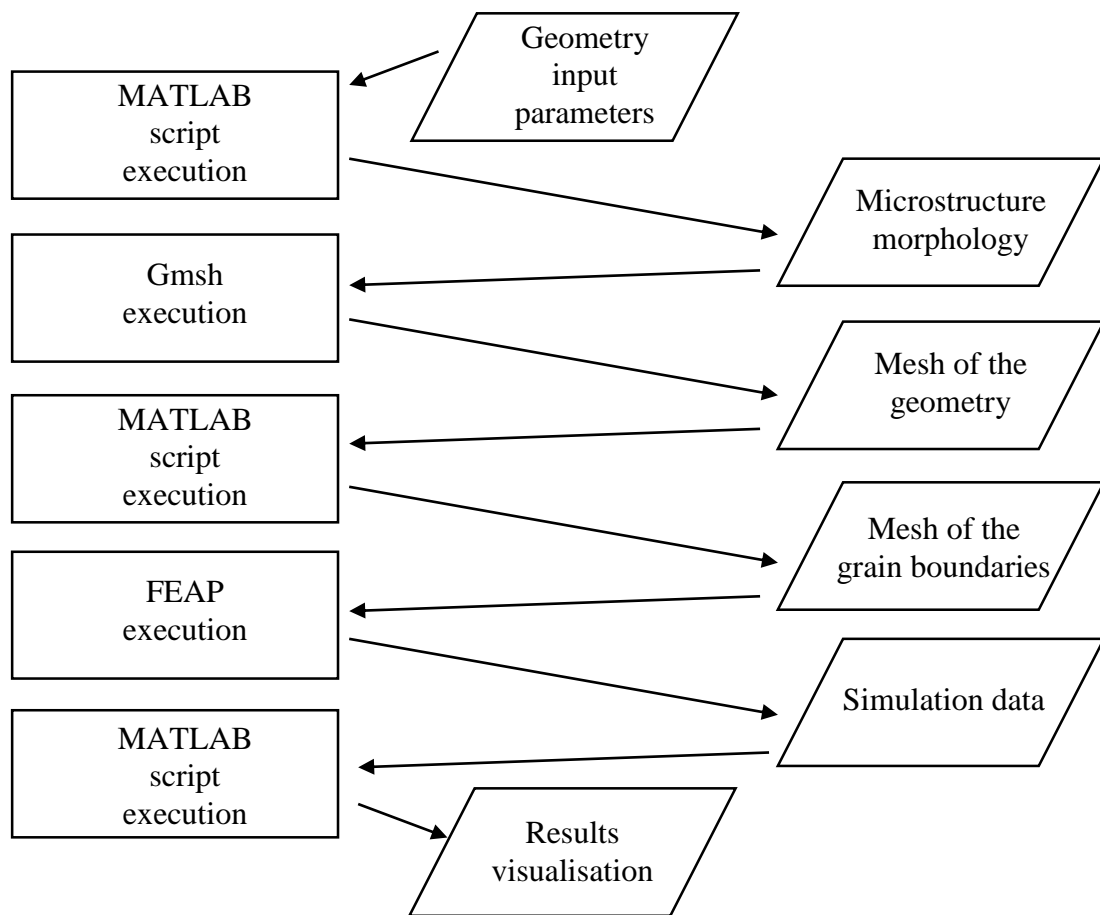 Geometry
input
parameters
MATLAB
script
execution
Microstructure
morphology
Gmsh
execution
Mesh of the
geometry
MATLAB
script
execution
Mesh of the
grain boundaries
FEAP
execution
Simulation data
MATLAB
script
execution
Results
visualisation